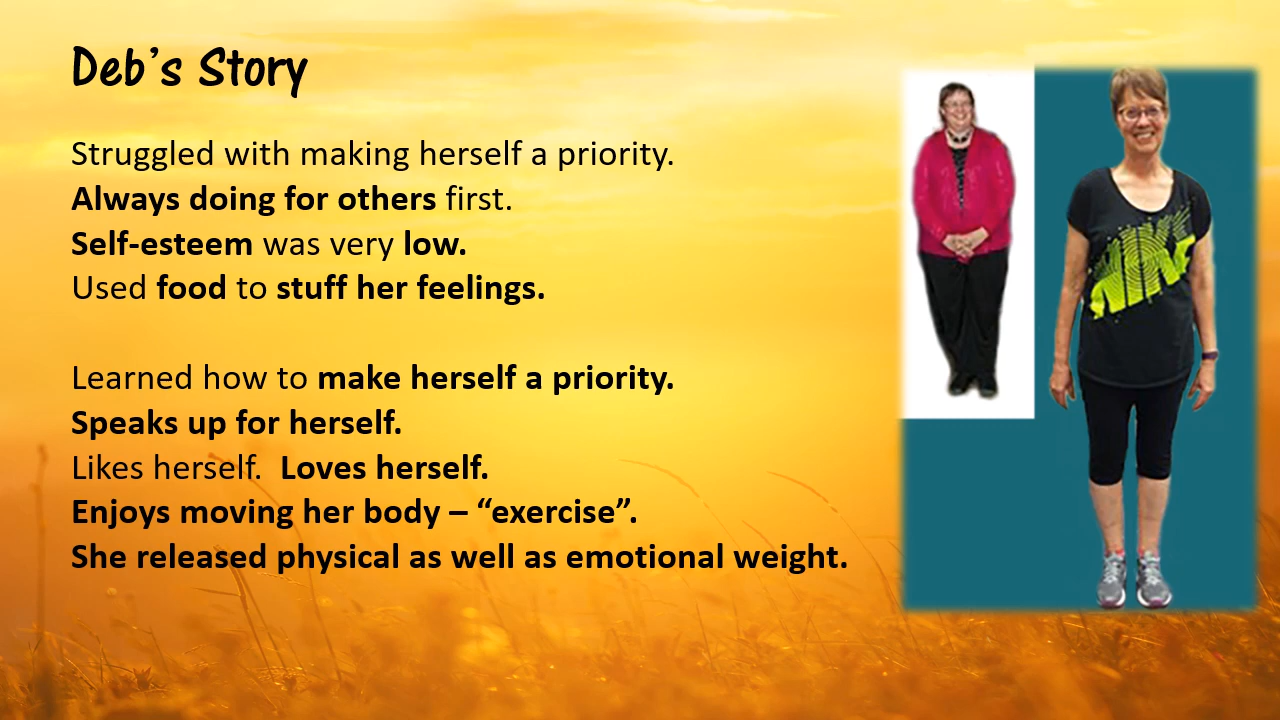 Deb’s Story
Struggled with making herself a priority.
Always doing for others first.
Self-esteem was very low.
Used food to stuff her feelings.
Learned how to make herself a priority.
Speaks up for herself.
Likes herself.  Loves herself.
Enjoys moving her body – “exercise”.
She released physical as well as emotional weight.